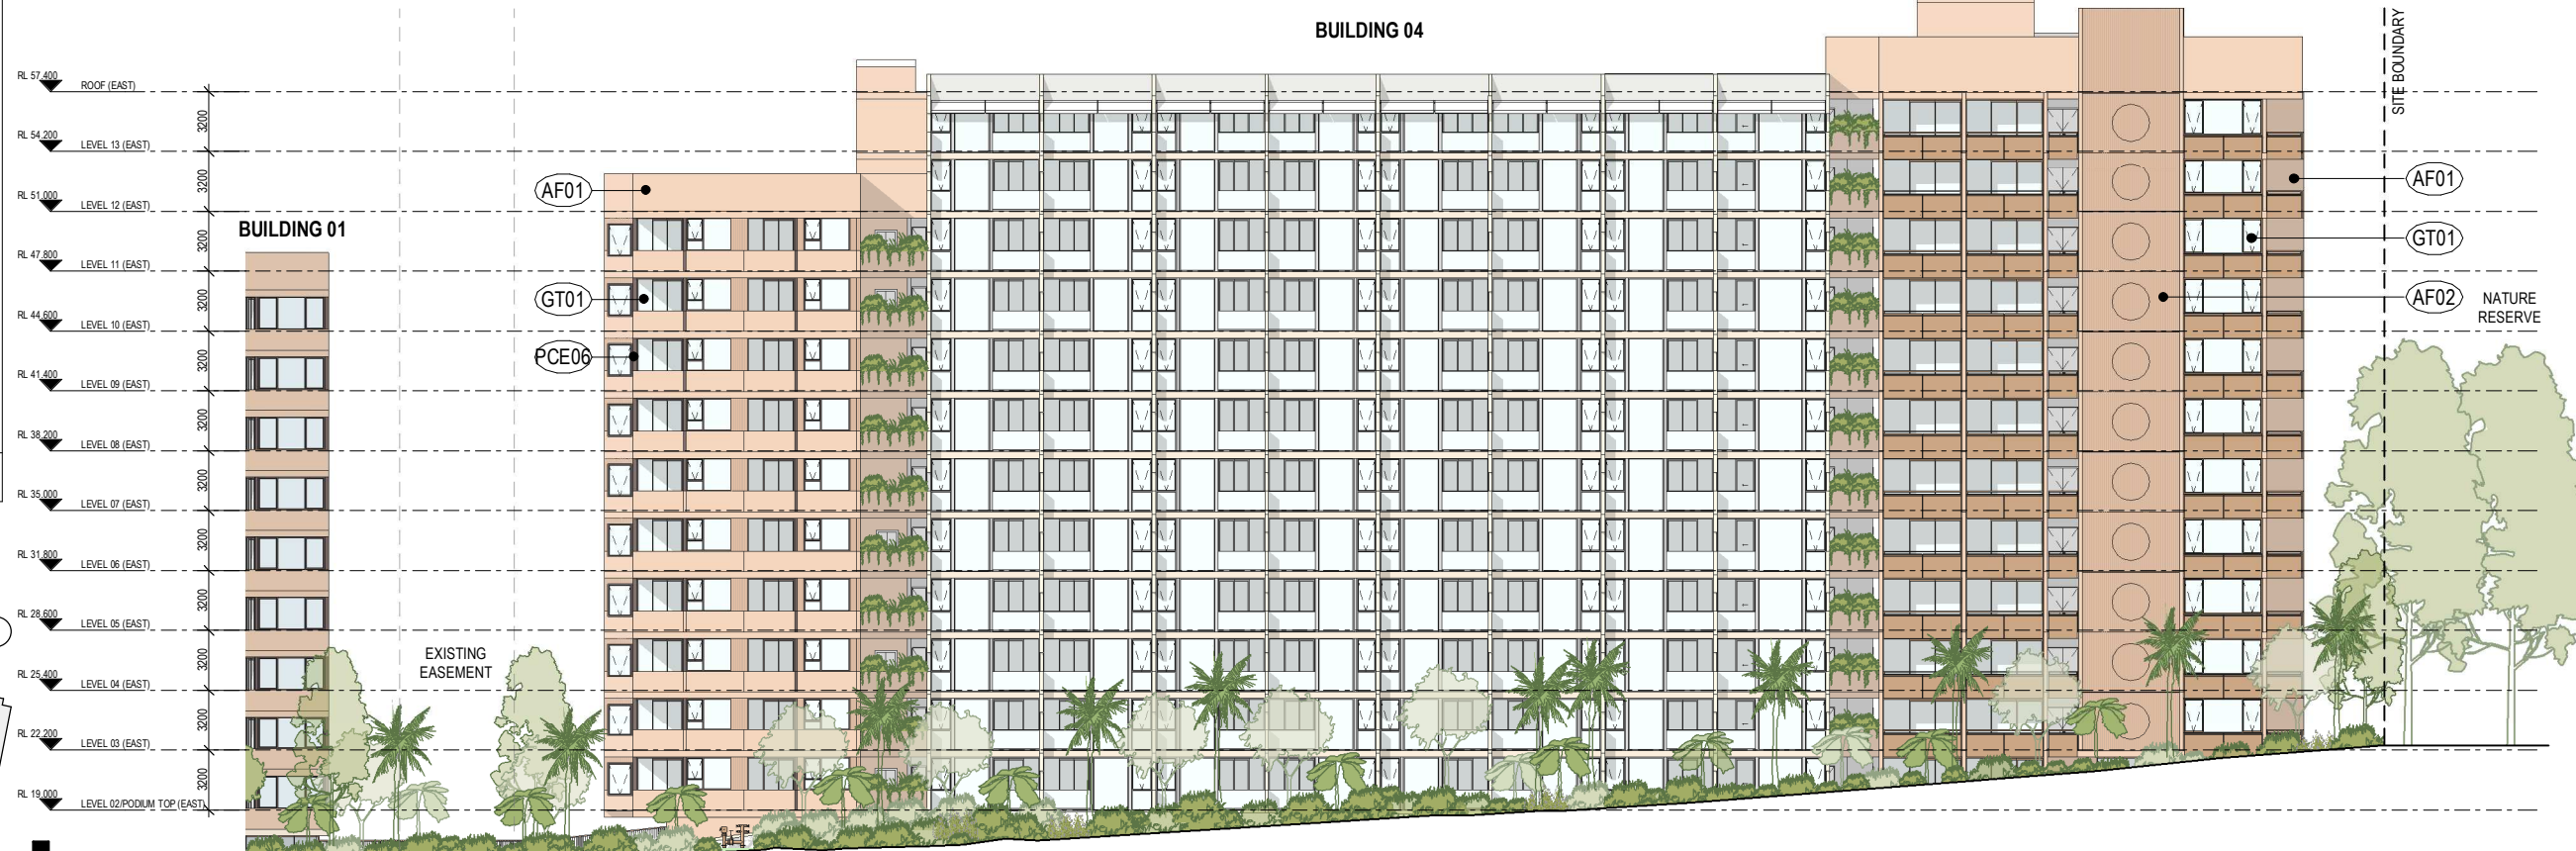 BUILDING 04
SITE BOUNDARY
RL 57,400
ROOF (EAST)
3200
RL 54,200
LEVEL 13 (EAST)
3200
RL 51,000
LEVEL 12 (EAST)
3200
RL 47,800
LEVEL 11 (EAST)
3200
RL 44,600
LEVEL 10 (EAST)
3200
RL 41,400
LEVEL 09 (EAST)
3200
RL 38,200
LEVEL 08 (EAST)
3200
RL 35,000
LEVEL 07 (EAST)
3200
RL 31,800
LEVEL 06 (EAST)
3200
RL 28,600
LEVEL 05 (EAST)
3200
RL 25,400
LEVEL 04 (EAST)
3200
RL 22,200
LEVEL 03 (EAST)
3200
RL 19,000
LEVEL 02/PODIUM TOP (EAST)
BUILDING 01
EXISTING
EASEMENT
AF01
GT01
PCE06
AF01
GT01
AF02
NATURE
RESERVE